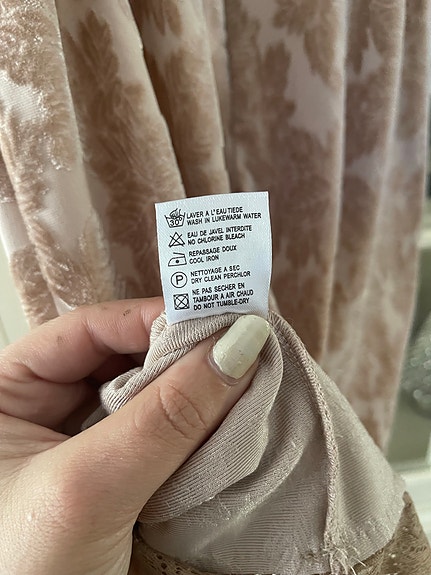 30°
LAVER A L'EAU TIEDE
WASH IN LUKEWARM WATER
EAU DE JAVEL INTERDITE
NO CHLORINE BLEACH
REPASSAGE DOUX
COOL IRON
P
NETTOYAGE A SEC
DRY CLEAN PERCHLOR
NE PAS SECHER EN
TAMBOUR A AIR CHAUD
DO NOT TUMBLE-DRY